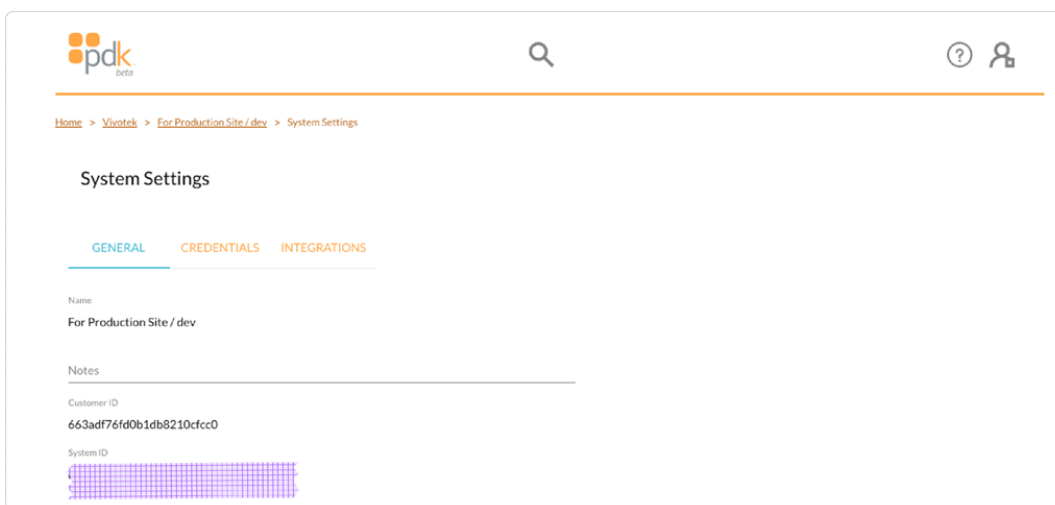 pdk
beta
Home > Vivotek > For Production Site / dev > System Settings
System Settings
GENERAL CREDENTIALS INTEGRATIONS
Name
For Production Site / dev
Notes
Customer ID
663adf76fd0b1db8210cfcc0
System ID